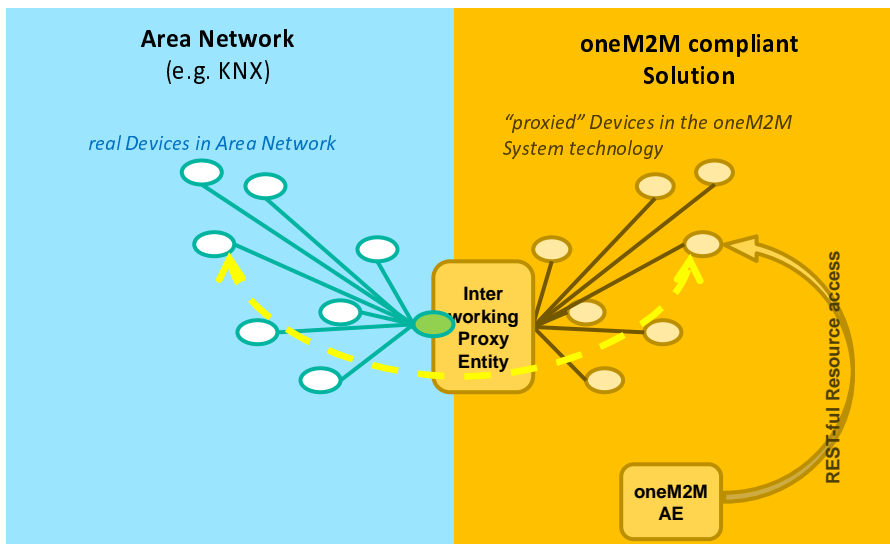 Area Network
(e.g. KNX)
oneM2M compliant
Solution
real Devices in Area Network
“proxied” Devices in the oneM2M
System technology
Inter
working
Proxy
Entity
REST-ful Resource access
oneM2M
AE